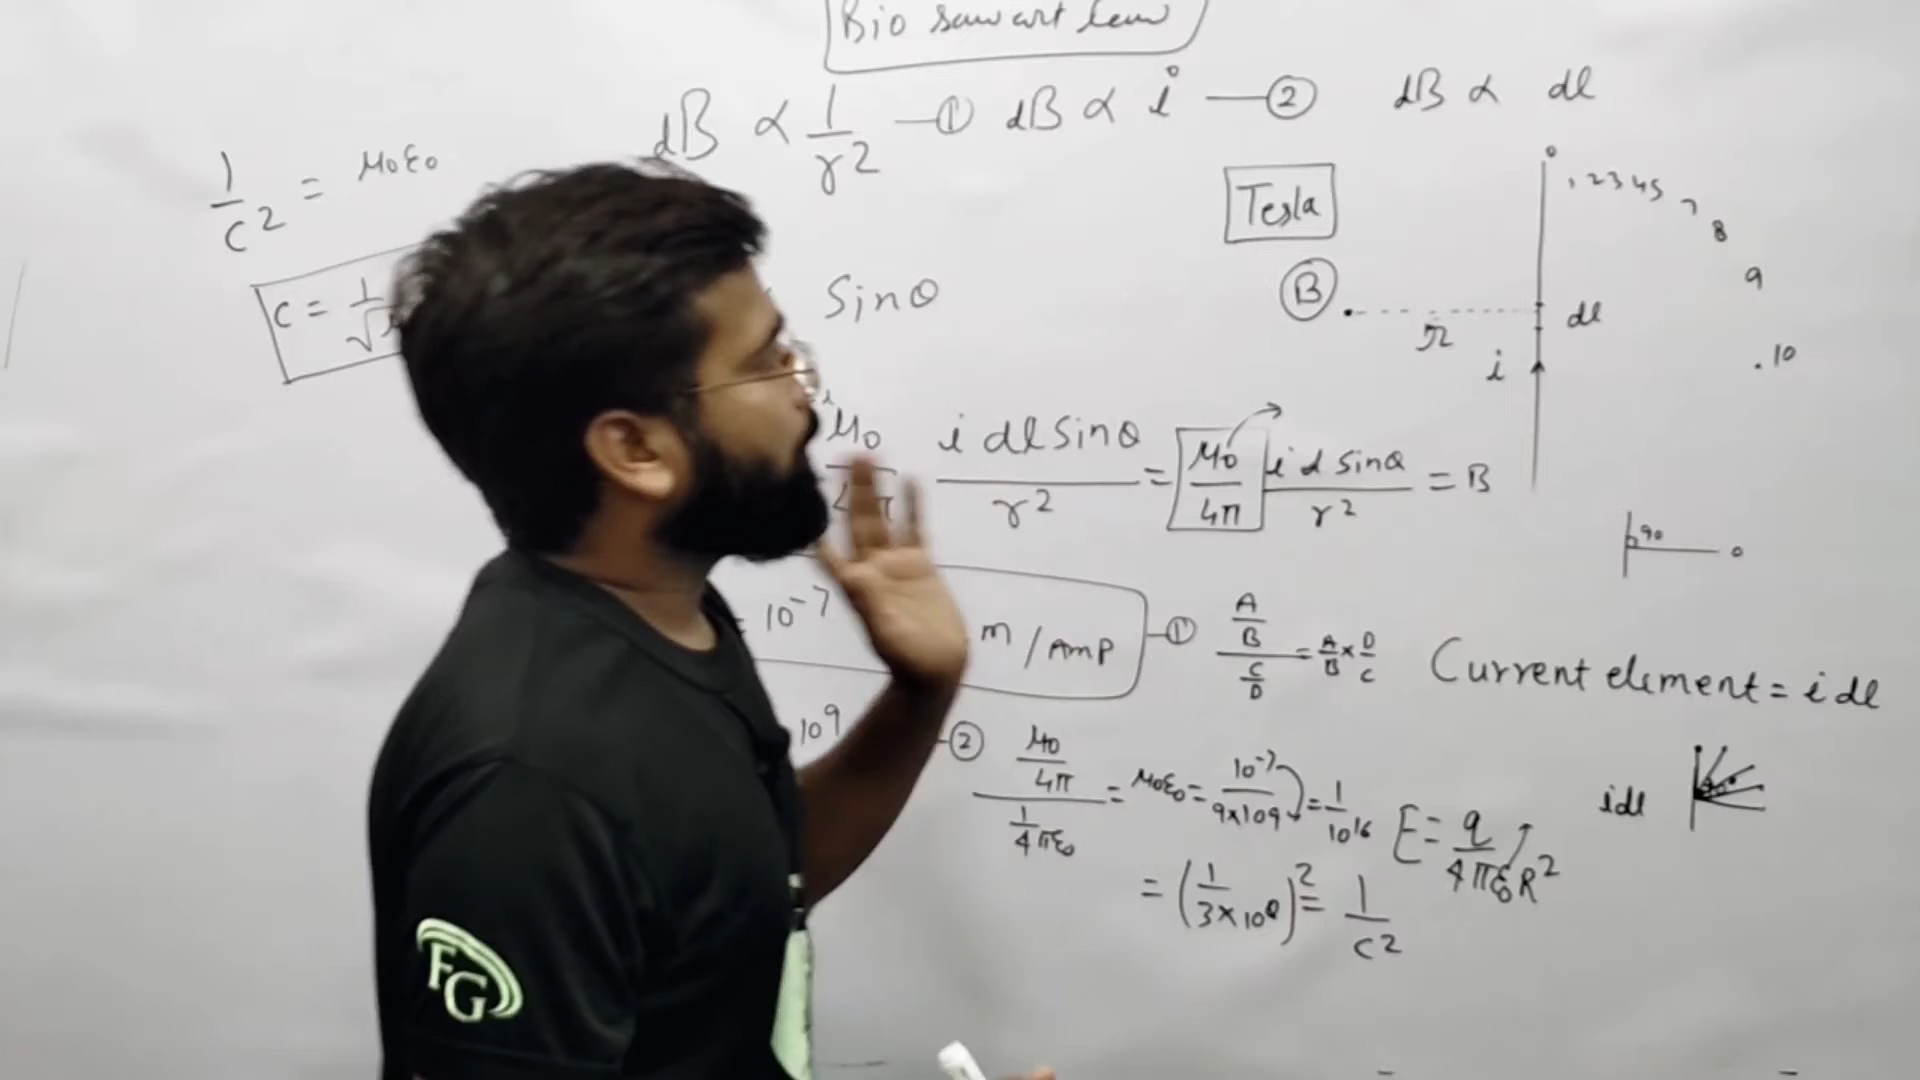 Bio savart law
dB ∝ 1/r2 —① dB ∝ i —② dB ∝ dl
1/c2 = μ0ε0
Tesla
1 2 3 4 5 7 8 9 10
c = 1/√
Sinθ
B
r
dl
i
μ0/4π i dl Sinθ/r2 = μ0/4π i d sinθ/r2 = B
90
= 10-7 m/Amp —① A/B / C/D = A/B × D/C
Current element = i dl
109 —② μ0/4π / 1/4πε0 = μ0ε0 = 10-7/9×109 = 1/1016
idl
E = q/4πε0R2
= (1/3×108)2 = 1/c2
FG